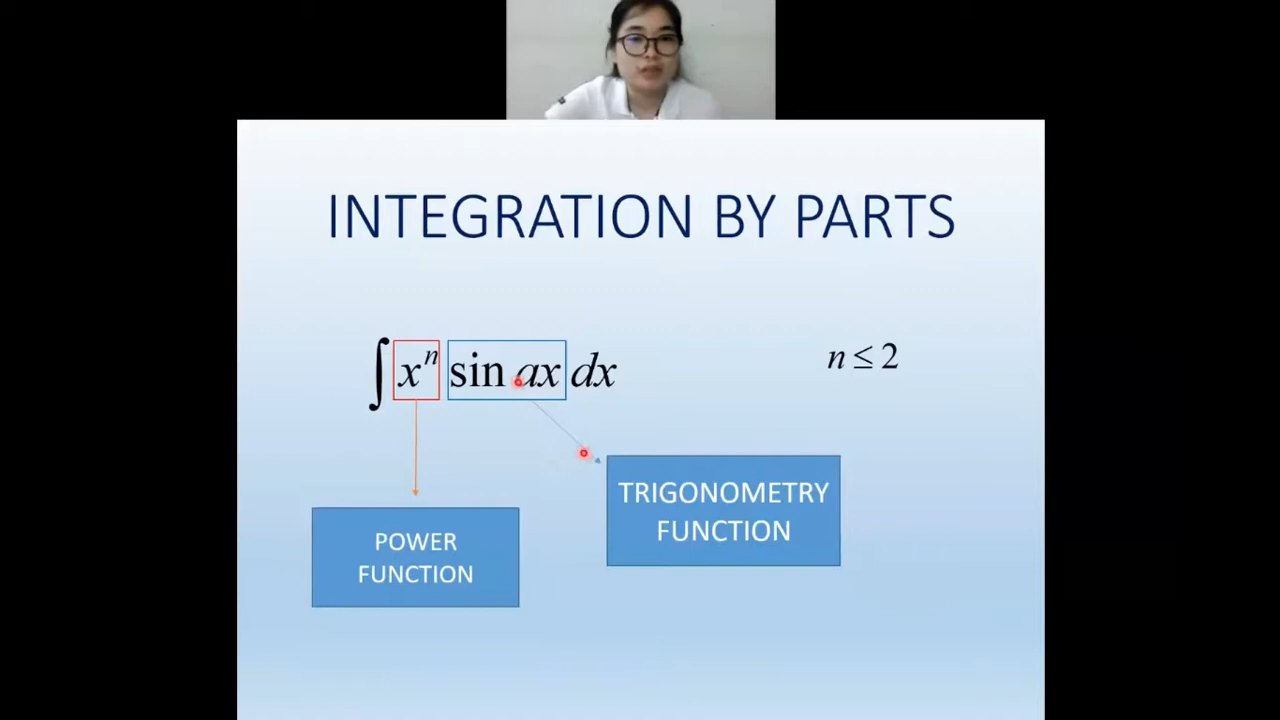 INTEGRATION BY PARTS
∫ xⁿ sin ax dx
n ≤ 2
TRIGONOMETRY
FUNCTION
POWER
FUNCTION